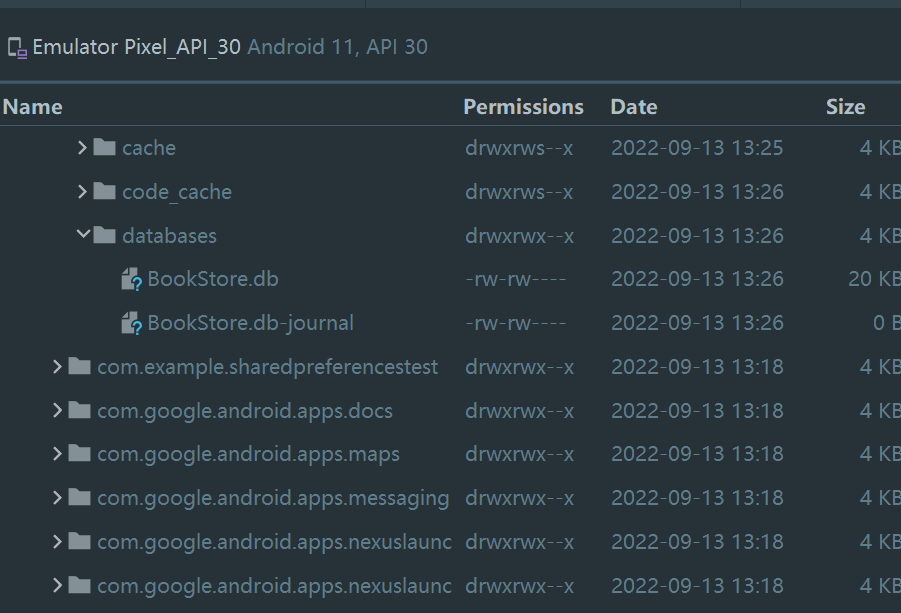 Emulator Pixel_API_30 Android 11, API 30
Name Permissions Date Size
cache drwxrws--x 2022-09-13 13:25 4 KB
code_cache drwxrws--x 2022-09-13 13:26 4 KB
databases drwxrwx--x 2022-09-13 13:26 4 KB
BookStore.db -rw-rw---- 2022-09-13 13:26 20 KB
BookStore.db-journal -rw-rw---- 2022-09-13 13:26 0 B
com.example.sharedpreferencestest drwxrwx--x 2022-09-13 13:18 4 KB
com.google.android.apps.docs drwxrwx--x 2022-09-13 13:18 4 KB
com.google.android.apps.maps drwxrwx--x 2022-09-13 13:18 4 KB
com.google.android.apps.messaging drwxrwx--x 2022-09-13 13:18 4 KB
com.google.android.apps.nexuslaunc drwxrwx--x 2022-09-13 13:18 4 KB
com.google.android.apps.nexuslaunc drwxrwx--x 2022-09-13 13:18 4 KB